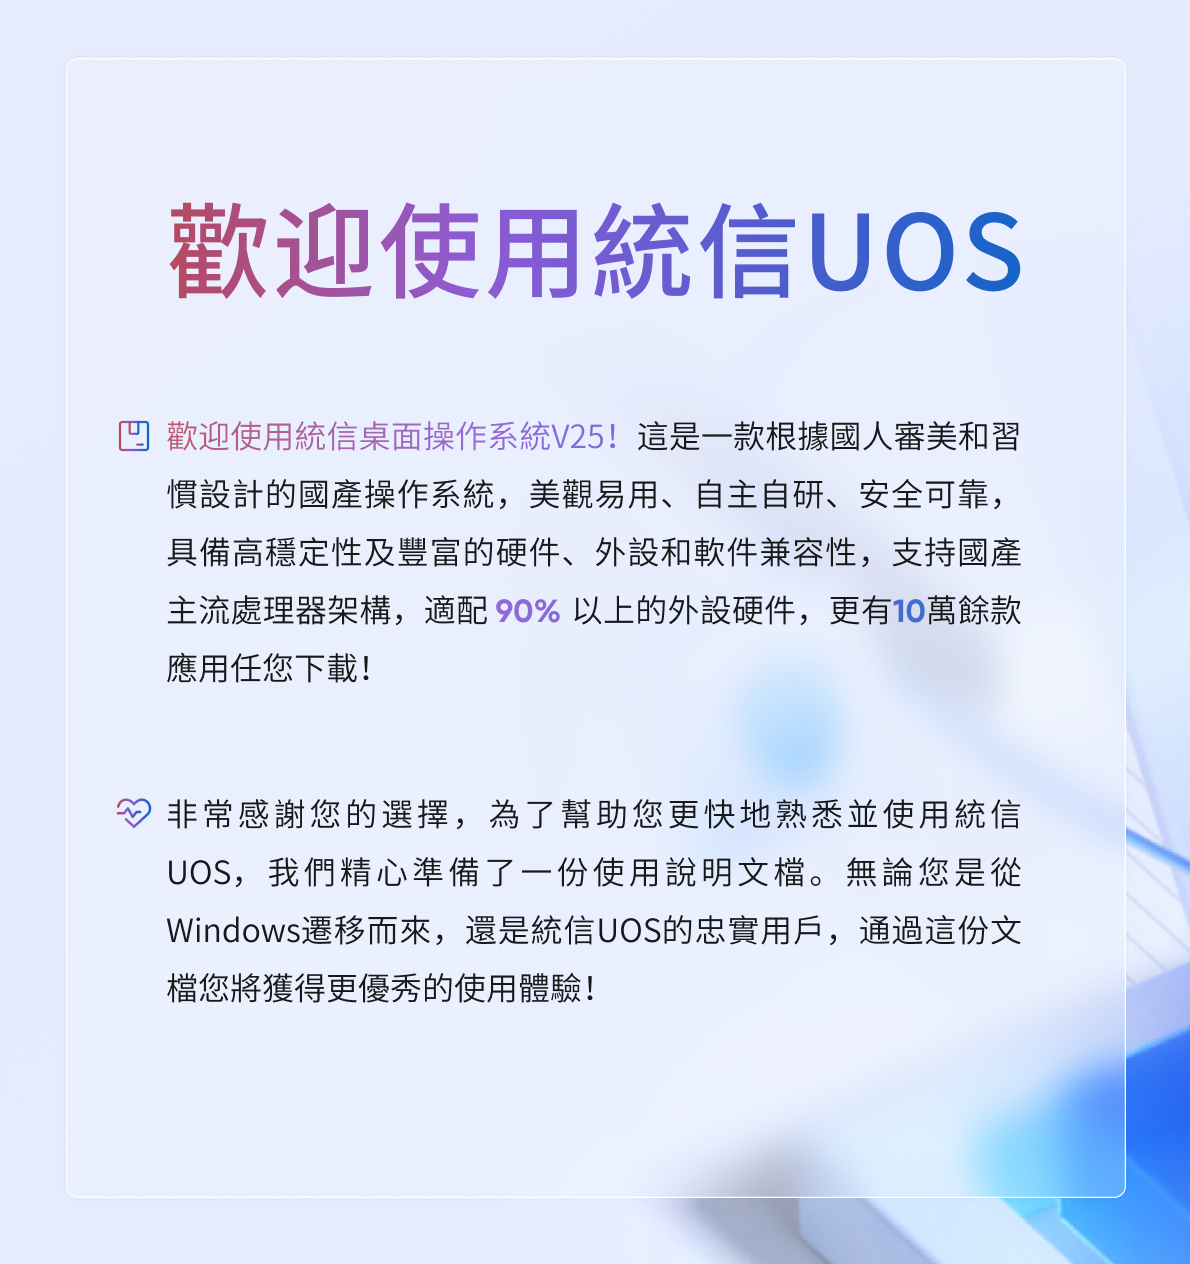 歡迎使用統信UOS
歡迎使用統信桌面操作系統V25！這是一款根據國人審美和習
慣設計的國產操作系統，美觀易用、自主自研、安全可靠，
具備高穩定性及豐富的硬件、外設和軟件兼容性，支持國產
主流處理器架構，適配 90% 以上的外設硬件，更有10萬餘款
應用任您下載！
非常感謝您的選擇，為了幫助您更快地熟悉並使用統信
UOS，我們精心準備了一份使用說明文檔。無論您是從
Windows遷移而來，還是統信UOS的忠實用戶，通過這份文
檔您將獲得更優秀的使用體驗！